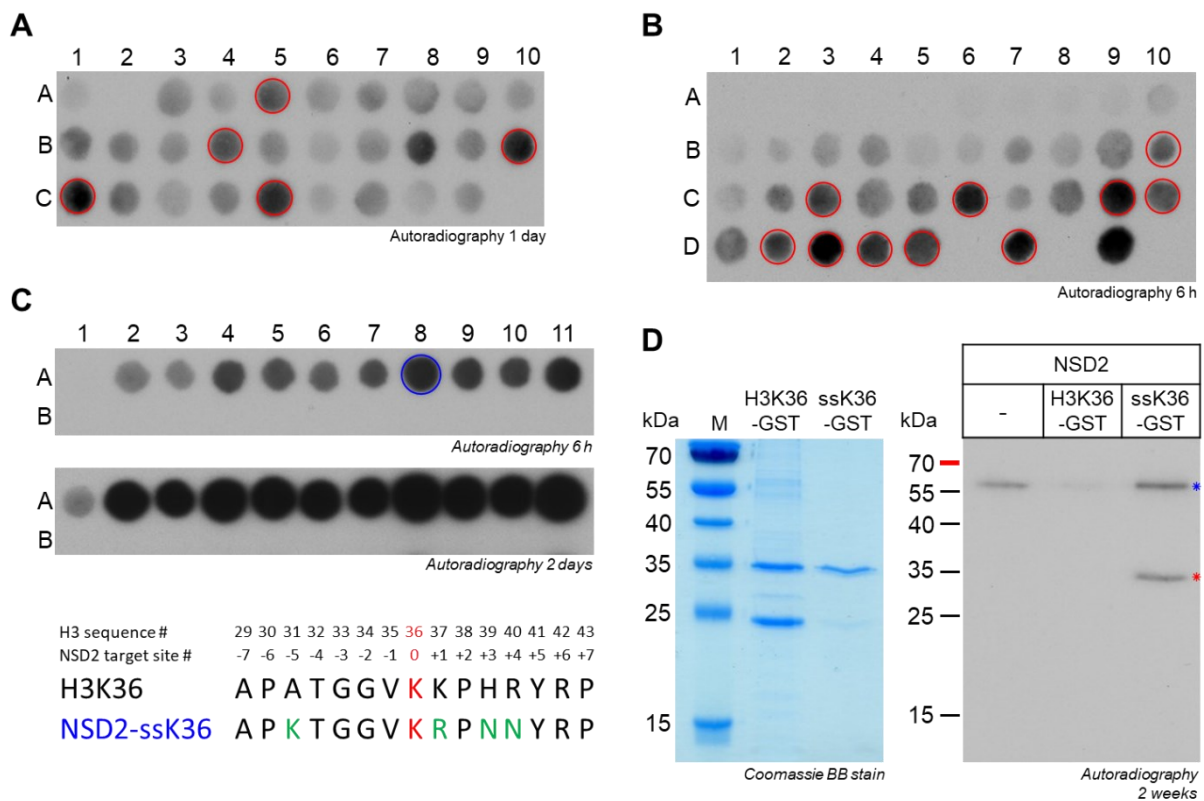 A
1 2 3 4 5 6 7 8 9 10
A
B
C
Autoradiography 1 day
B
1 2 3 4 5 6 7 8 9 10
A
B
C
D
Autoradiography 6 h
C
1 2 3 4 5 6 7 8 9 10 11
A
B
Autoradiography 6 h
A
B
Autoradiography 2 days
H3 sequence # 29 30 31 32 33 34 35 36 37 38 39 40 41 42 43
NSD2 target site # -7 -6 -5 -4 -3 -2 -1 0 +1 +2 +3 +4 +5 +6 +7
H3K36 A P A T G G V K K P H R Y R P
NSD2-ssK36 A P K T G G V K R P N N Y R P
D
kDa M H3K36 -GST ssK36 -GST
70
55
40
35
25
15
Coomassie BB stain
NSD2
kDa - H3K36 -GST ssK36 -GST
70
55 *
40
35 *
25
15
Autoradiography
2 weeks